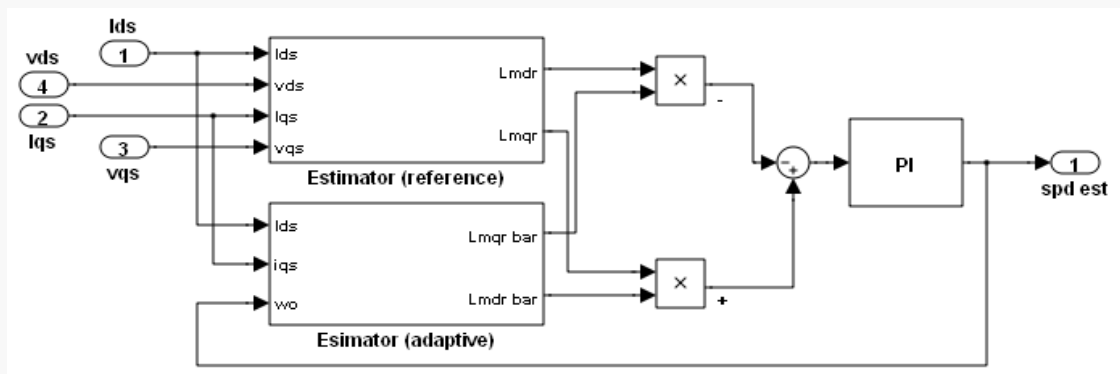 Ids
1
vds
4
2
Iqs
3
vqs
Ids
vds
Iqs
vqs
Lmdr
Lmqr
Estimator (reference)
Ids
iqs
wo
Lmqr bar
Lmdr bar
Esimator (adaptive)
×
-
×
+
-
+
PI
1
spd est